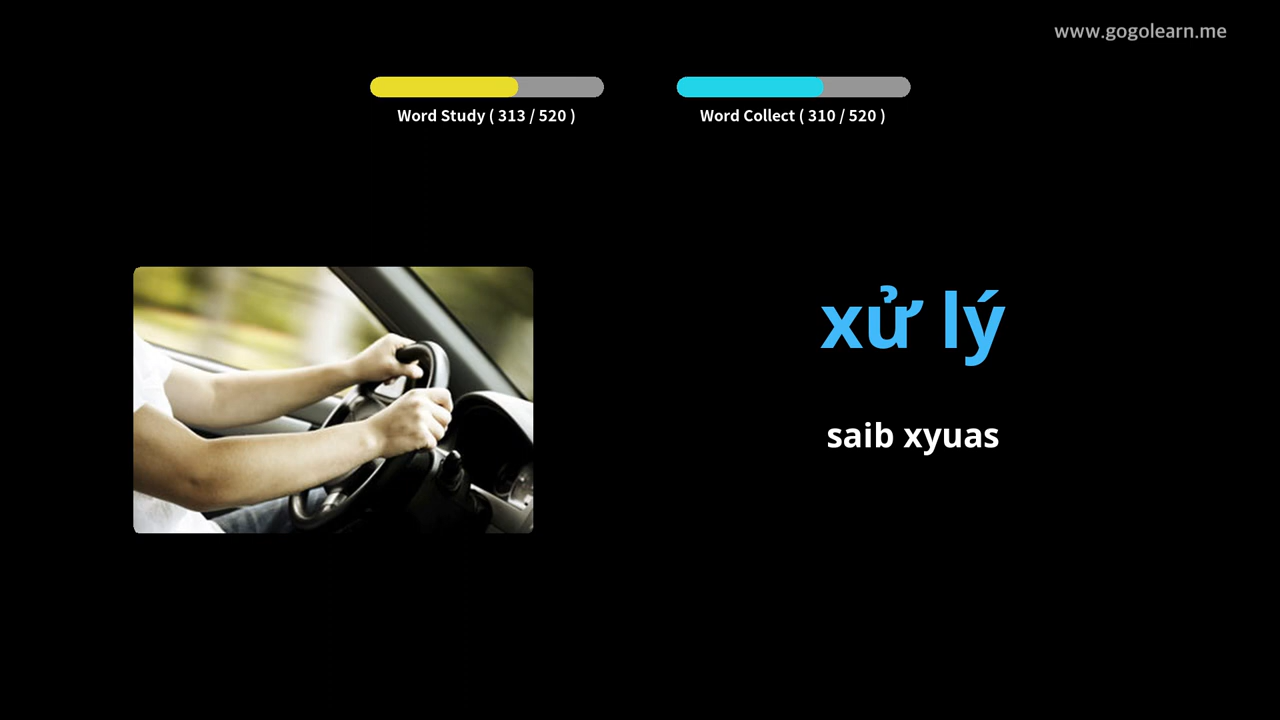 www.gogolearn.me
Word Study ( 313 / 520 )
Word Collect ( 310 / 520 )
xử lý
saib xyuas